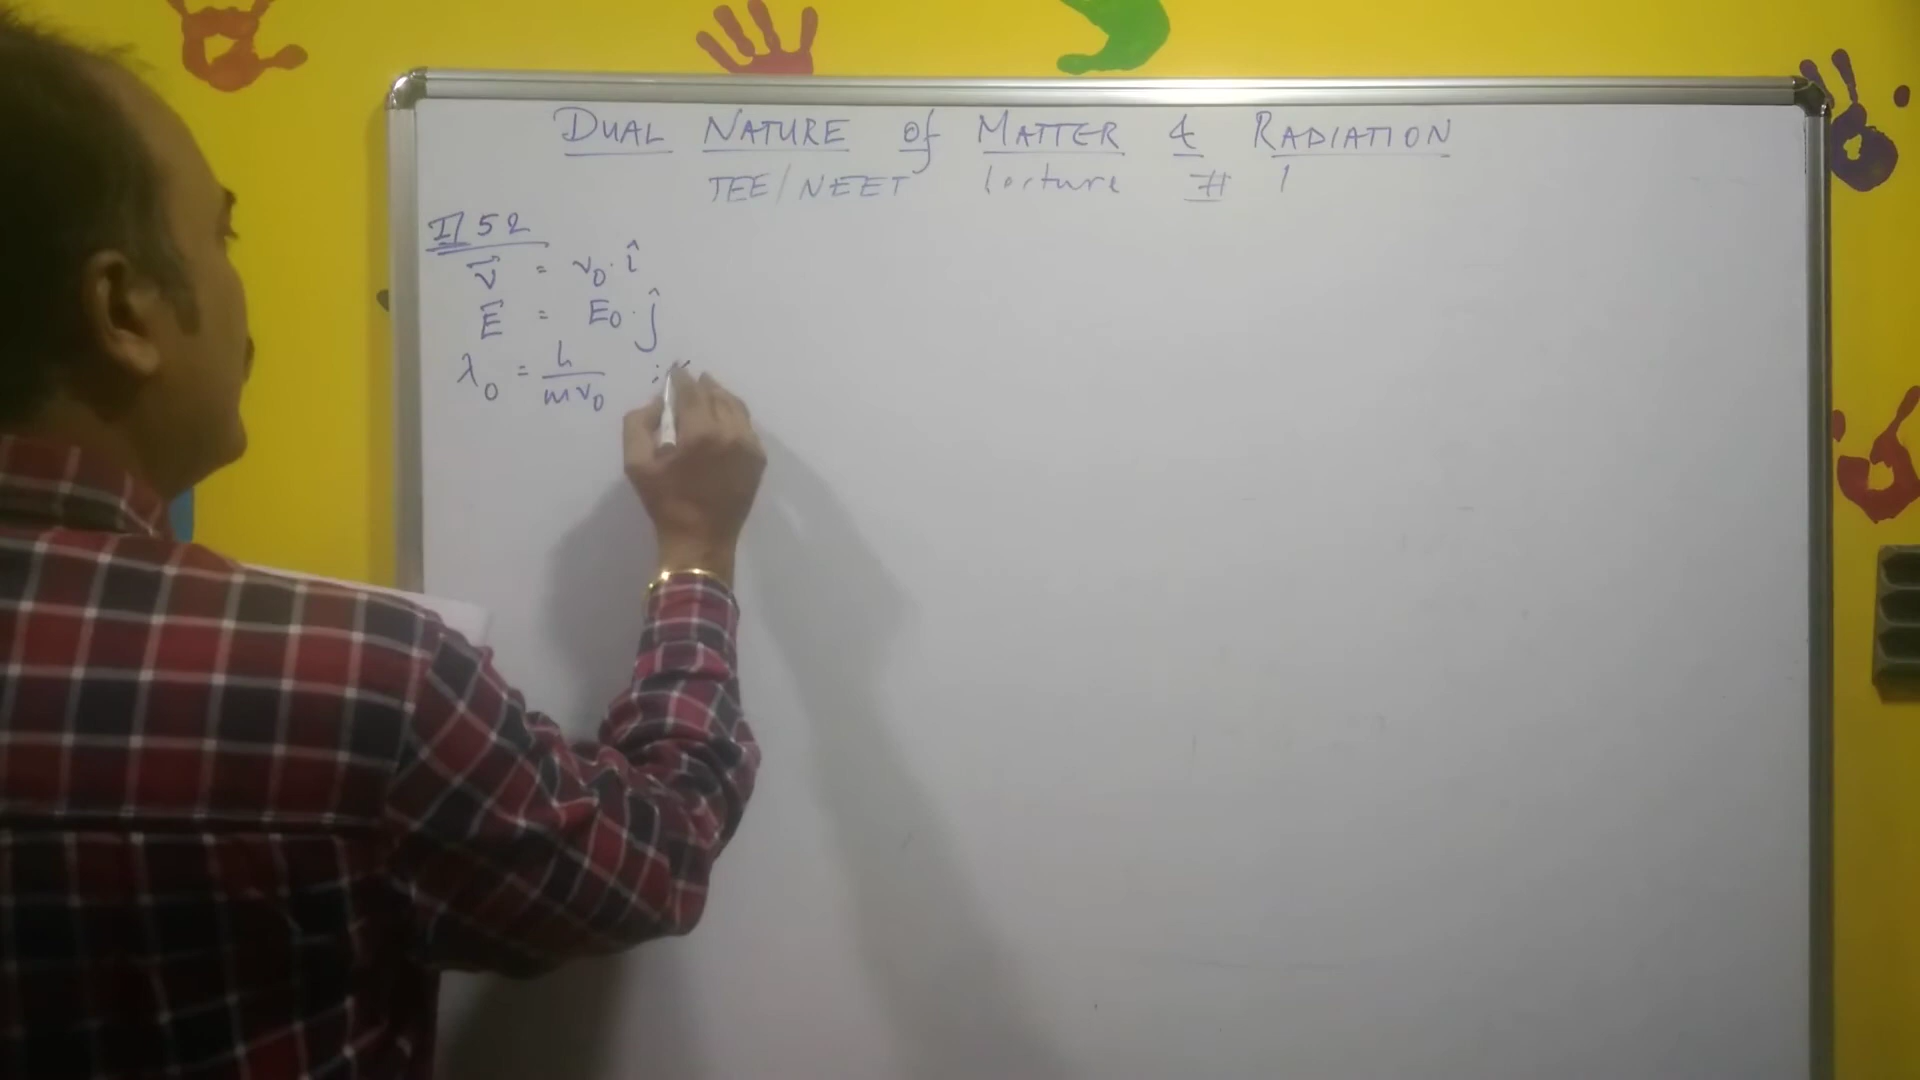 DUAL NATURE of MATTER & RADIATION
JEE/NEET Lecture # 1
II/52
v⃗ = v₀ · î
E⃗ = E₀ · ĵ
λ₀ = h/mv₀ ;